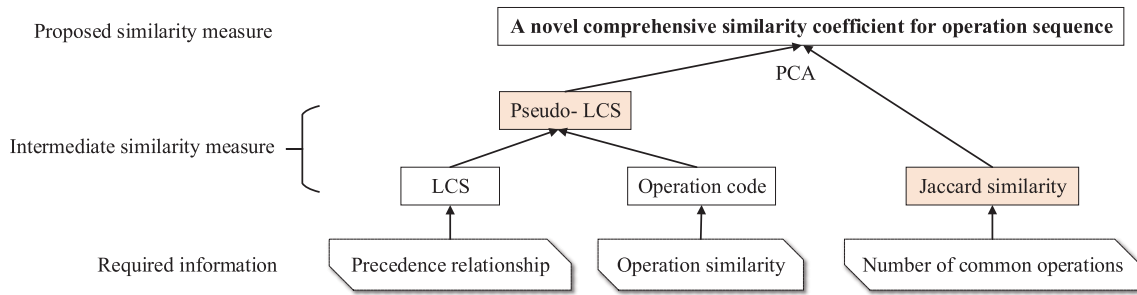 Proposed similarity measure
A novel comprehensive similarity coefficient for operation sequence
PCA
Pseudo- LCS
Intermediate similarity measure
LCS
Operation code
Jaccard similarity
Required information
Precedence relationship
Operation similarity
Number of common operations